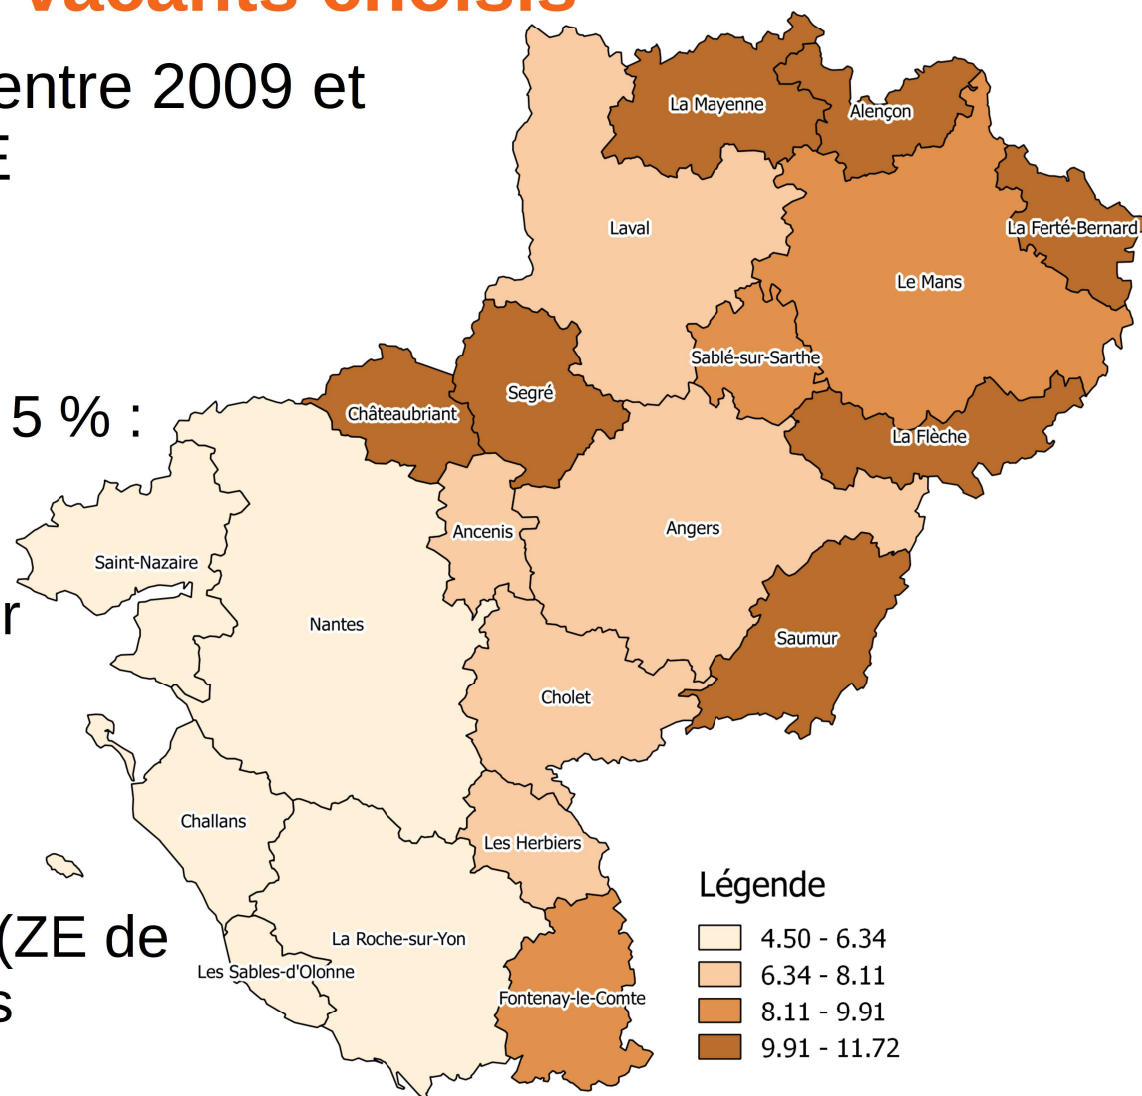 vacants choisis
entre 2009 et
E
5 % :
r
(ZE de
s
La Mayenne
Alençon
La Ferté-Bernard
Laval
Le Mans
Sablé-sur-Sarthe
Segré
Châteaubriant
La Flèche
Ancenis
Angers
Saint-Nazaire
Nantes
Saumur
Cholet
Challans
Les Herbiers
La Roche-sur-Yon
Les Sables-d'Olonne
Fontenay-le-Comte
Légende
4.50 - 6.34
6.34 - 8.11
8.11 - 9.91
9.91 - 11.72